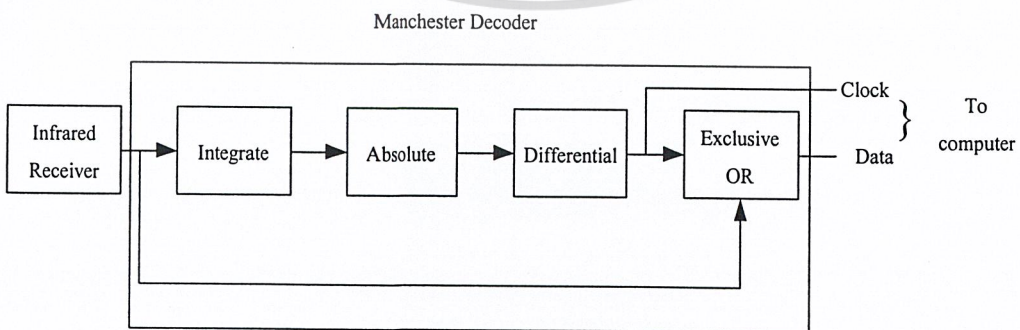 Manchester Decoder
Infrared
Receiver
Integrate
Absolute
Differential
Exclusive
OR
Clock
Data
}
To
computer